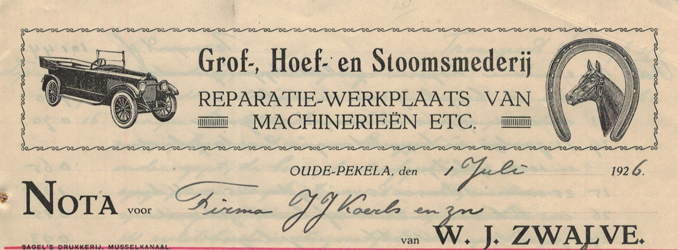 Grof-, Hoef- en Stoomsmederij
REPARATIE-WERKPLAATS VAN
MACHINERIEËN ETC.
OUDE-PEKELA, den 1 Juli 1926.
NOTA voor Firma JJ Koerts en zn
van W. J. ZWALVE.
SAGEL'S DRUKKERIJ, MUSSELKANAAL.